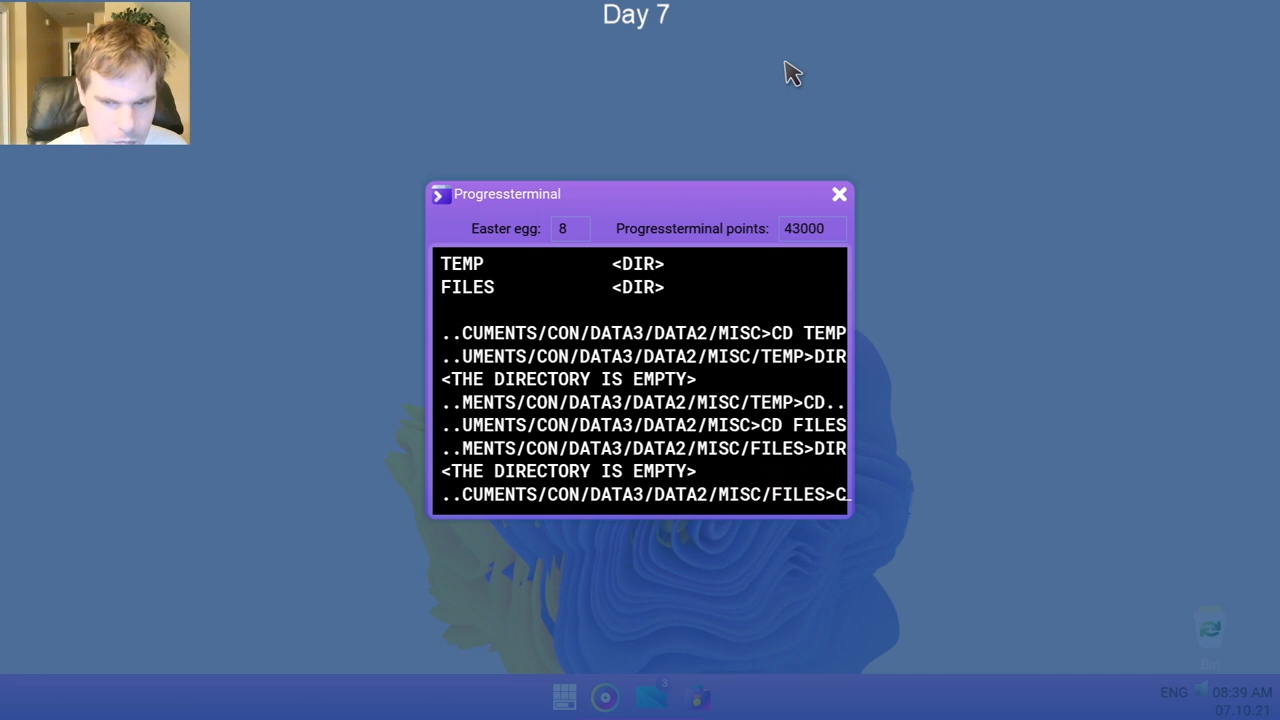 Day 7
Progressterminal
Easter egg: 8 Progressterminal points: 43000
TEMP <DIR>
FILES <DIR>
..CUMENTS/CON/DATA3/DATA2/MISC>CD TEMP
..UMENTS/CON/DATA3/DATA2/MISC/TEMP>DIR
<THE DIRECTORY IS EMPTY>
..MENTS/CON/DATA3/DATA2/MISC/TEMP>CD..
..UMENTS/CON/DATA3/DATA2/MISC>CD FILES
..MENTS/CON/DATA3/DATA2/MISC/FILES>DIR
<THE DIRECTORY IS EMPTY>
..CUMENTS/CON/DATA3/DATA2/MISC/FILES>C_
Bin
3
ENG 08:39 AM
07.10.21